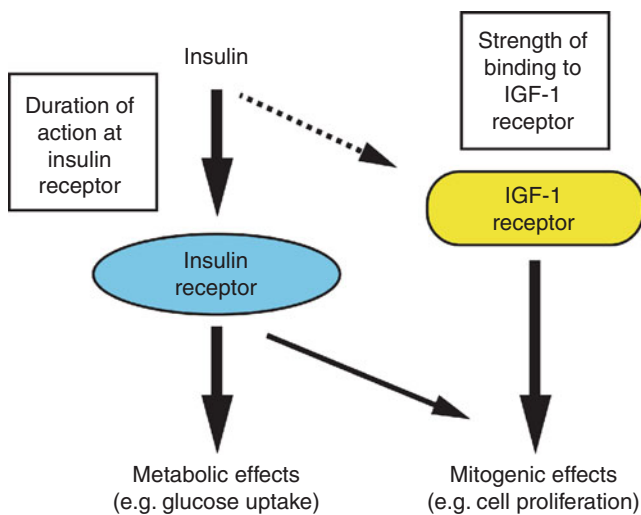 Insulin
Duration of
action at
insulin
receptor
Strength of
binding to
IGF-1
receptor
IGF-1
receptor
Insulin
receptor
Metabolic effects
(e.g. glucose uptake)
Mitogenic effects
(e.g. cell proliferation)